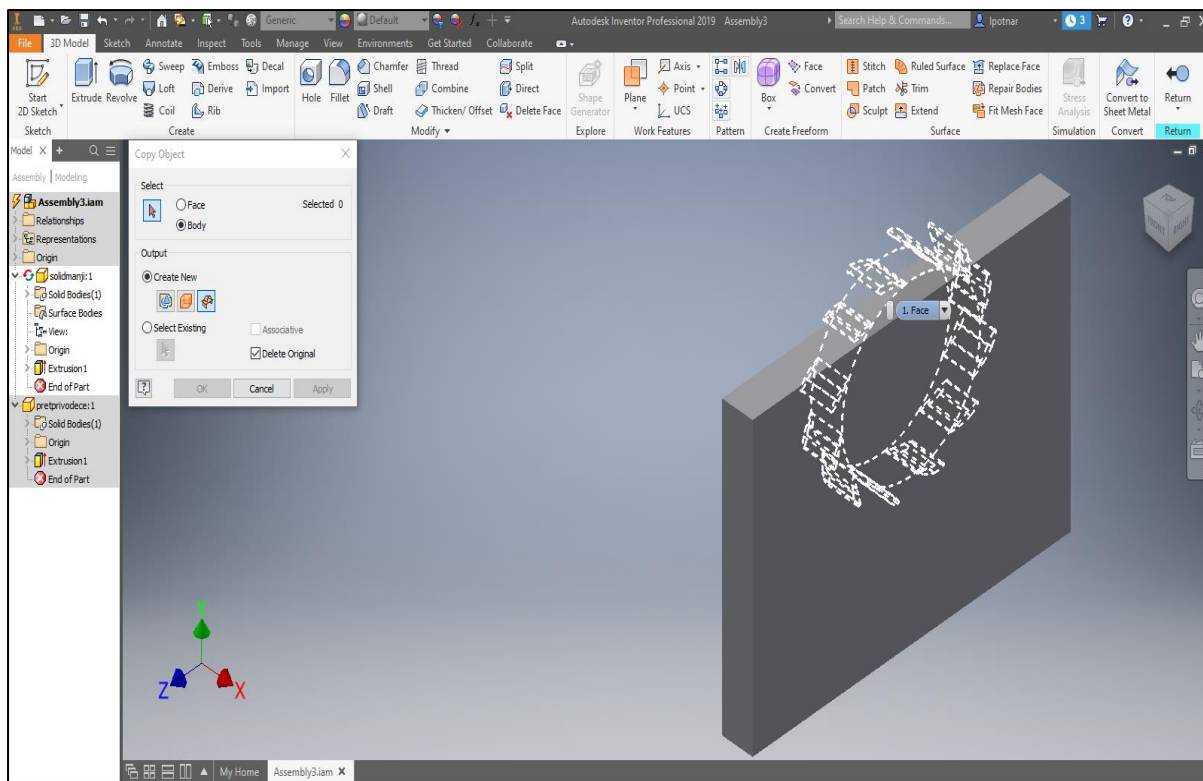 PRO
Generic
Default
Autodesk Inventor Professional 2019 Assembly3
Search Help & Commands...
lpotnar
3
File 3D Model Sketch Annotate Inspect Tools Manage View Environments Get Started Collaborate
Start
2D Sketch
Extrude Revolve
Sweep Emboss Decal
Loft Derive Import
Coil Rib
Hole Fillet
Chamfer Thread Split
Shell Combine Direct
Draft Thicken/ Offset Delete Face
Shape
Generator
Plane
Axis
Point
UCS
Box
Face
Convert
Stitch Ruled Surface Replace Face
Patch Trim Repair Bodies
Sculpt Extend Fit Mesh Face
Stress
Analysis
Convert to
Sheet Metal
Return
Sketch Create Modify Explore Work Features Pattern Create Freeform Surface Simulation Convert Return
Model
Assembly | Modeling
Assembly3.iam
Relationships
Representations
Origin
solidmanji:1
Solid Bodies(1)
Surface Bodies
View:
Origin
Extrusion1
End of Part
pretprivodece:1
Solid Bodies(1)
Origin
Extrusion1
End of Part
Copy Object
Select
Face
Selected 0
Body
Output
Create New
Select Existing
Associative
Delete Original
OK Cancel Apply
1. Face
TOP
FRONT
RIGHT
Y
Z
X
My Home Assembly3.iam